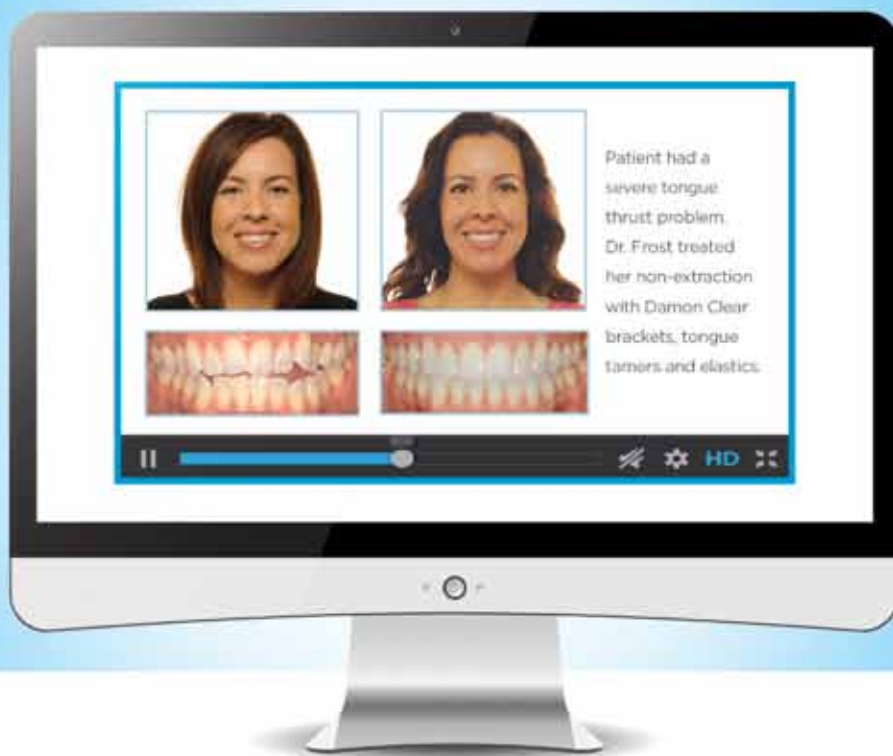 Patient had a
severe tongue
thrust problem.
Dr. Frost treated
her non-extraction
with Damon Clear
brackets, tongue
tamers and elastics.
HD